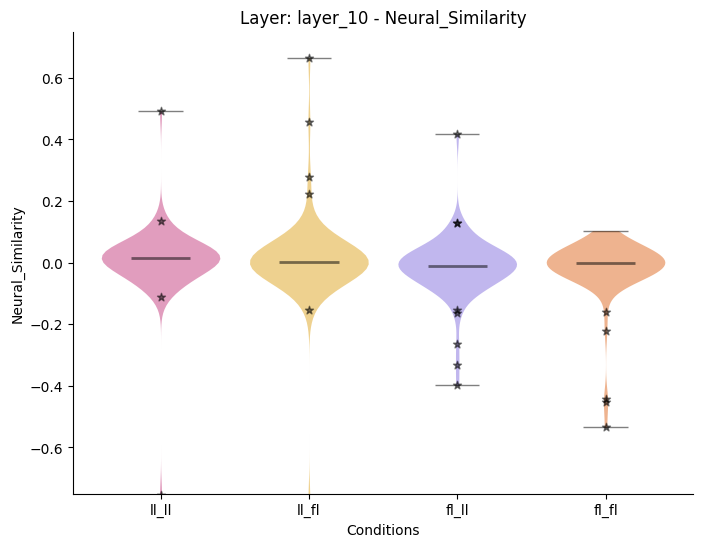 Layer: layer_10 - Neural_Similarity
0.6
0.4
0.2
0.0
−0.2
−0.4
−0.6
Neural_Similarity
ll_ll
ll_fl
fl_ll
fl_fl
Conditions